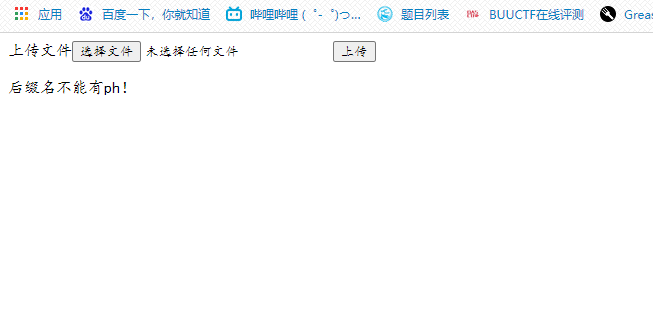 应用 百度一下，你就知道 哔哩哔哩 (゜-゜)つ... 题目列表 BUUCTF在线评测 Greas
上传文件 选择文件 未选择任何文件 上传
后缀名不能有ph！